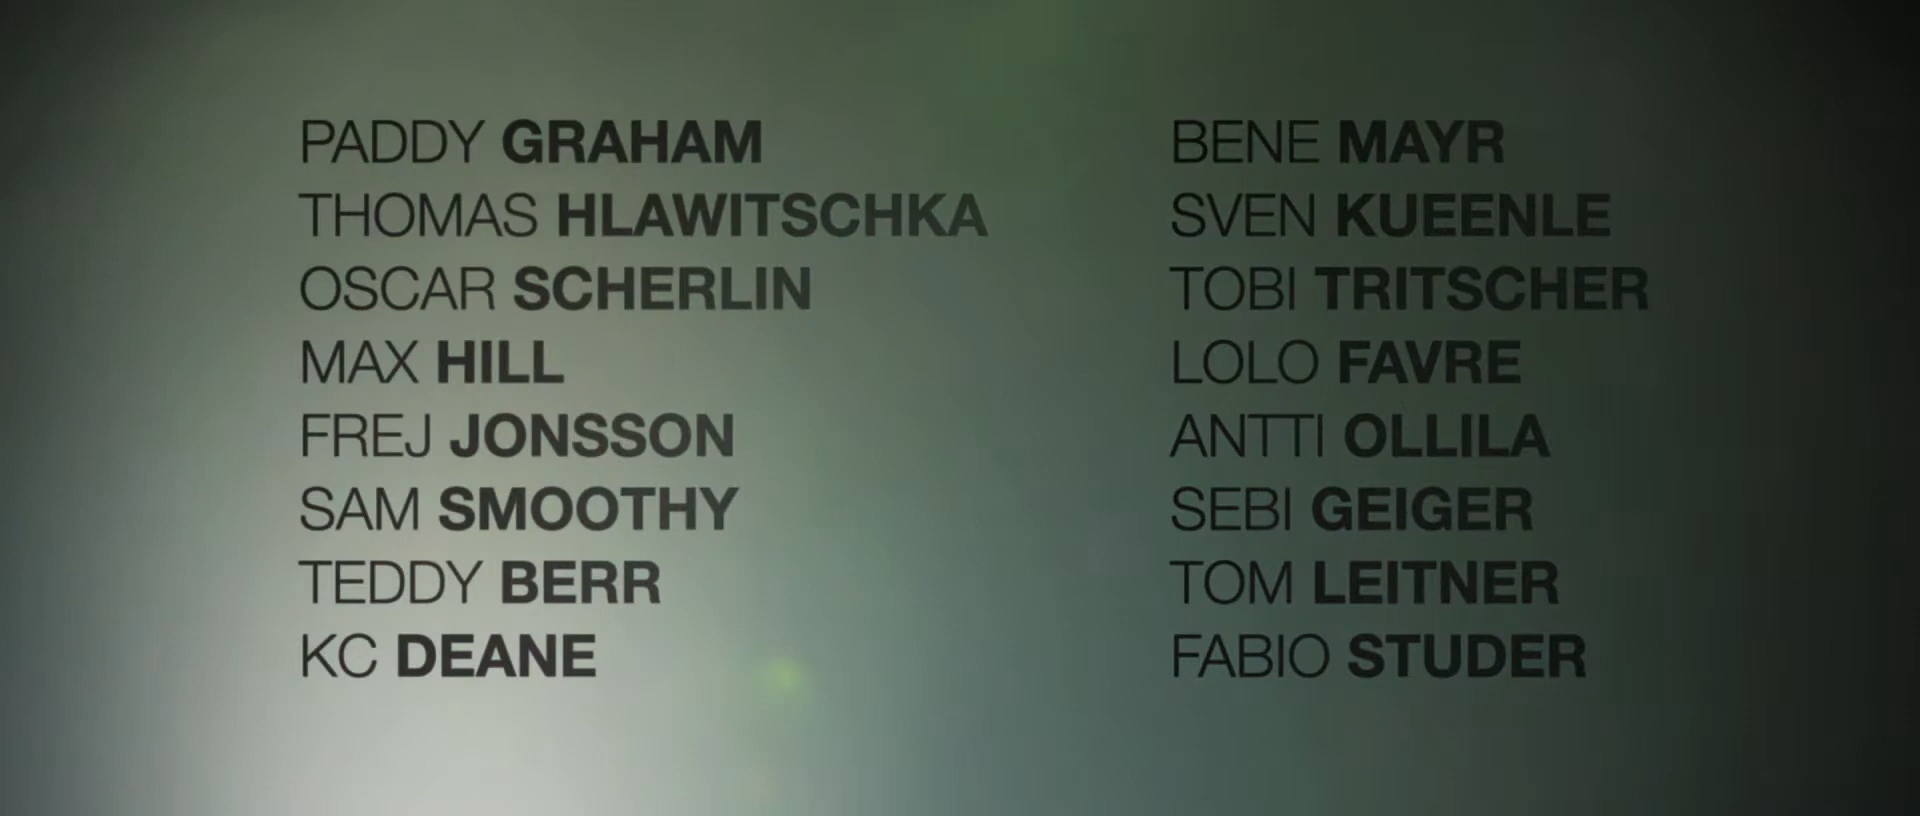 PADDY GRAHAM
THOMAS HLAWITSCHKA
OSCAR SCHERLIN
MAX HILL
FREJ JONSSON
SAM SMOOTHY
TEDDY BERR
KC DEANE
BENE MAYR
SVEN KUEENLE
TOBI TRITSCHER
LOLO FAVRE
ANTTI OLLILA
SEBI GEIGER
TOM LEITNER
FABIO STUDER